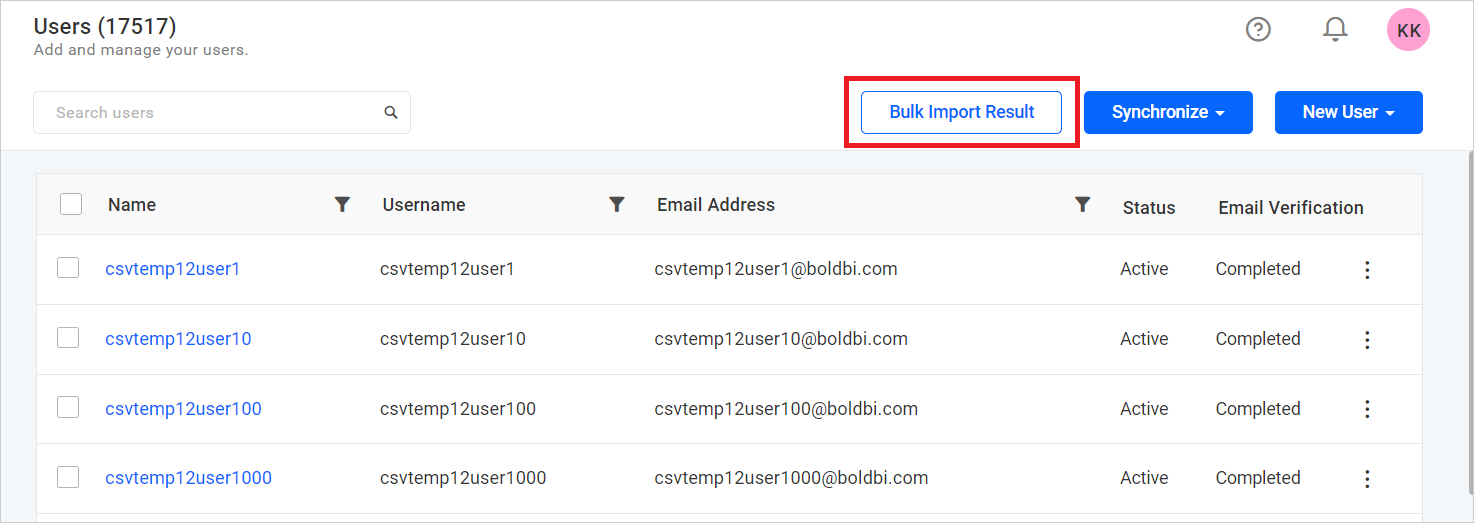 Users (17517)
Add and manage your users.
KK
Search users
Bulk Import Result
Synchronize
New User
Name Username Email Address Status Email Verification
csvtemp12user1 csvtemp12user1 csvtemp12user1@boldbi.com Active Completed
csvtemp12user10 csvtemp12user10 csvtemp12user10@boldbi.com Active Completed
csvtemp12user100 csvtemp12user100 csvtemp12user100@boldbi.com Active Completed
csvtemp12user1000 csvtemp12user1000 csvtemp12user1000@boldbi.com Active Completed